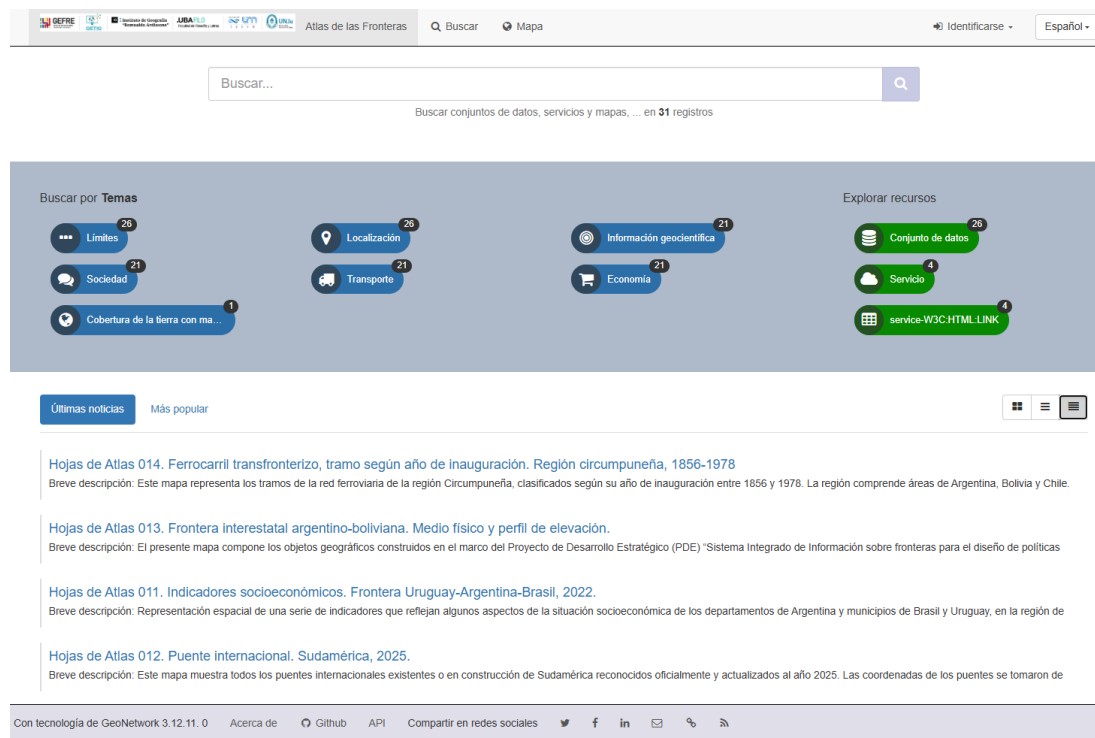 GEFRE
Instituto de Geografía
"Romualdo Ardissone"
.UBAFILO
UNJu
Atlas de las Fronteras
Buscar
Mapa
Identificarse
Español
Buscar...
Buscar conjuntos de datos, servicios y mapas, ... en 31 registros
Buscar por Temas
Explorar recursos
26
Límites
26
Localización
21
Información geocientífica
26
Conjunto de datos
21
Sociedad
21
Transporte
21
Economía
4
Servicio
1
Cobertura de la tierra con ma...
4
service-W3C:HTML:LINK
Últimas noticias
Más popular
Hojas de Atlas 014. Ferrocarril transfronterizo, tramo según año de inauguración. Región circumpuneña, 1856-1978
Breve descripción: Este mapa representa los tramos de la red ferroviaria de la región Circumpuneña, clasificados según su año de inauguración entre 1856 y 1978. La región comprende áreas de Argentina, Bolivia y Chile.
Hojas de Atlas 013. Frontera interestatal argentino-boliviana. Medio físico y perfil de elevación.
Breve descripción: El presente mapa compone los objetos geográficos construidos en el marco del Proyecto de Desarrollo Estratégico (PDE) “Sistema Integrado de Información sobre fronteras para el diseño de políticas
Hojas de Atlas 011. Indicadores socioeconómicos. Frontera Uruguay-Argentina-Brasil, 2022.
Breve descripción: Representación espacial de una serie de indicadores que reflejan algunos aspectos de la situación socioeconómica de los departamentos de Argentina y municipios de Brasil y Uruguay, en la región de
Hojas de Atlas 012. Puente internacional. Sudamérica, 2025.
Breve descripción: Este mapa muestra todos los puentes internacionales existentes o en construcción de Sudamérica reconocidos oficialmente y actualizados al año 2025. Las coordenadas de los puentes se tomaron de
Con tecnología de GeoNetwork 3.12.11. 0
Acerca de
Github
API
Compartir en redes sociales